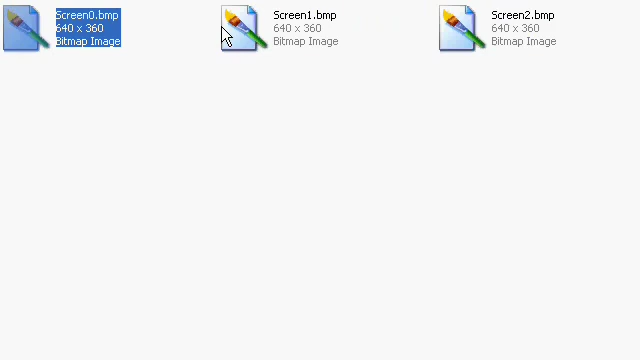 Screen0.bmp
640 x 360
Bitmap Image
Screen1.bmp
640 x 360
Bitmap Image
Screen2.bmp
640 x 360
Bitmap Image